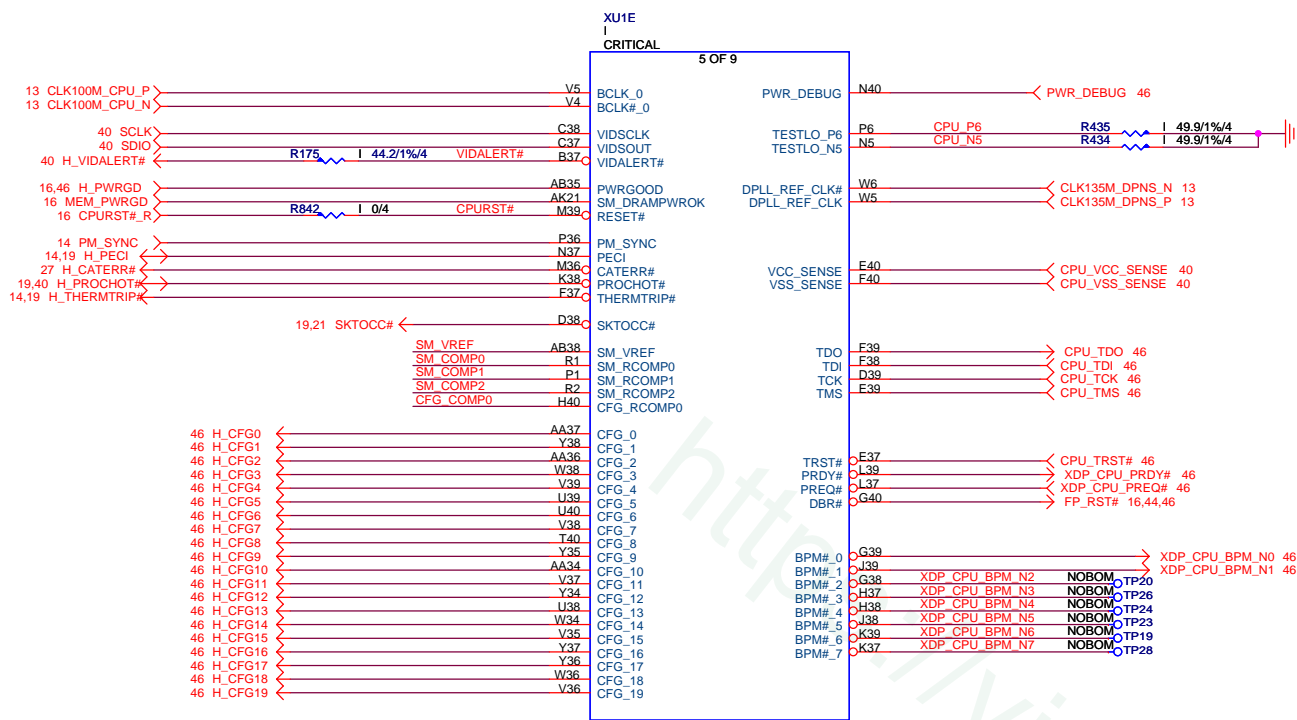 XU1E
I
CRITICAL
5 OF 9
13 CLK100M_CPU_P V5 BCLK_0
13 CLK100M_CPU_N V4 BCLK#_0
40 SCLK C38 VIDSCLK
40 SDIO C37 VIDSOUT
40 H_VIDALERT# R175 I 44.2/1%/4 VIDALERT# B37 VIDALERT#
16,46 H_PWRGD AB35 PWRGOOD
16 MEM_PWRGD AK21 SM_DRAMPWROK
16 CPURST#_R R842 I 0/4 CPURST# M39 RESET#
14 PM_SYNC P36 PM_SYNC
14,19 H_PECI N37 PECI
27 H_CATERR# M36 CATERR#
19,40 H_PROCHOT# K38 PROCHOT#
14,19 H_THERMTRIP# F37 THERMTRIP#
19,21 SKTOCC# D38 SKTOCC#
SM_VREF AB38 SM_VREF
SM_COMP0 R1 SM_RCOMP0
SM_COMP1 P1 SM_RCOMP1
SM_COMP2 R2 SM_RCOMP2
CFG_COMP0 H40 CFG_RCOMP0
46 H_CFG0 AA37 CFG_0
46 H_CFG1 Y38 CFG_1
46 H_CFG2 AA36 CFG_2
46 H_CFG3 W38 CFG_3
46 H_CFG4 V39 CFG_4
46 H_CFG5 U39 CFG_5
46 H_CFG6 U40 CFG_6
46 H_CFG7 V38 CFG_7
46 H_CFG8 T40 CFG_8
46 H_CFG9 Y35 CFG_9
46 H_CFG10 AA34 CFG_10
46 H_CFG11 V37 CFG_11
46 H_CFG12 Y34 CFG_12
46 H_CFG13 U38 CFG_13
46 H_CFG14 W34 CFG_14
46 H_CFG15 V35 CFG_15
46 H_CFG16 Y37 CFG_16
46 H_CFG17 Y36 CFG_17
46 H_CFG18 W36 CFG_18
46 H_CFG19 V36 CFG_19
PWR_DEBUG N40 PWR_DEBUG 46
TESTLO_P6 P6 CPU_P6 R435 I 49.9/1%/4
TESTLO_N5 N5 CPU_N5 R434 I 49.9/1%/4
DPLL_REF_CLK# W6 CLK135M_DPNS_N 13
DPLL_REF_CLK W5 CLK135M_DPNS_P 13
VCC_SENSE E40 CPU_VCC_SENSE 40
VSS_SENSE F40 CPU_VSS_SENSE 40
TDO F39 CPU_TDO 46
TDI F38 CPU_TDI 46
TCK D39 CPU_TCK 46
TMS E39 CPU_TMS 46
TRST# E37 CPU_TRST# 46
PRDY# L39 XDP_CPU_PRDY# 46
PREQ# L37 XDP_CPU_PREQ# 46
DBR# G40 FP_RST# 16,44,46
BPM#_0 G39 XDP_CPU_BPM_N0 46
BPM#_1 J39 XDP_CPU_BPM_N1 46
BPM#_2 G38 XDP_CPU_BPM_N2 NOBOM TP20
BPM#_3 H37 XDP_CPU_BPM_N3 NOBOM TP26
BPM#_4 H38 XDP_CPU_BPM_N4 NOBOM TP24
BPM#_5 J38 XDP_CPU_BPM_N5 NOBOM TP23
BPM#_6 K39 XDP_CPU_BPM_N6 NOBOM TP19
BPM#_7 K37 XDP_CPU_BPM_N7 NOBOM TP28